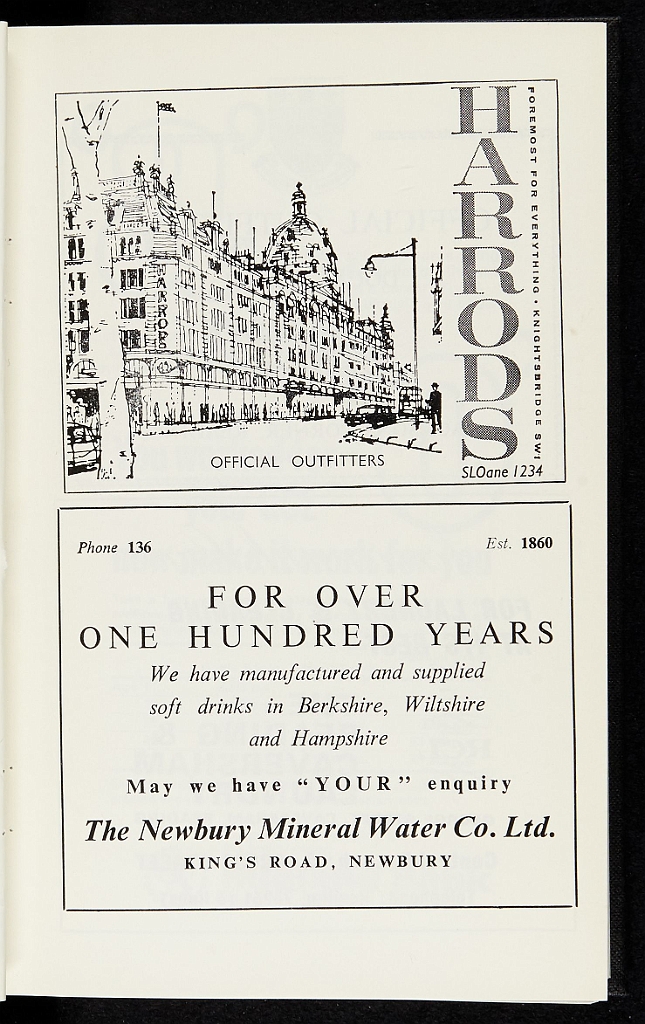 HARRODS
FOREMOST FOR EVERYTHING · KNIGHTSBRIDGE SW1
HARRODS
OFFICIAL OUTFITTERS
SLOane 1234
Phone 136
Est. 1860
FOR OVER
ONE HUNDRED YEARS
We have manufactured and supplied
soft drinks in Berkshire, Wiltshire
and Hampshire
May we have “YOUR” enquiry
The Newbury Mineral Water Co. Ltd.
KING'S ROAD, NEWBURY